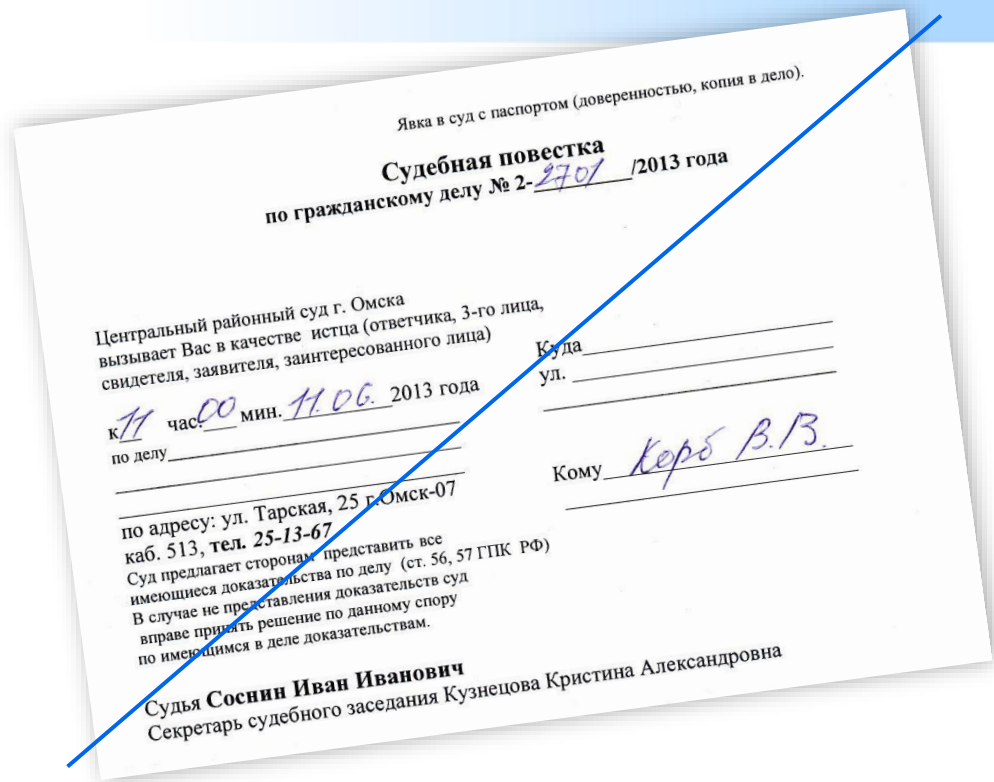 Явка в суд с паспортом (доверенностью, копия в дело).
Судебная повестка
по гражданскому делу № 2-2701/2013 года
Центральный районный суд г. Омска
вызывает Вас в качестве истца (ответчика, 3-го лица,
свидетеля, заявителя, заинтересованного лица)
к 11 час. 00 мин. 11.06. 2013 года
по делу
Куда
ул.
Кому Корб В.В.
по адресу: ул. Тарская, 25 г.Омск-07
каб. 513, тел. 25-13-67
Суд предлагает сторонам представить все
имеющиеся доказательства по делу (ст. 56, 57 ГПК РФ)
В случае не представления доказательств суд
вправе принять решение по данному спору
по имеющимся в деле доказательствам.
Судья Соснин Иван Иванович
Секретарь судебного заседания Кузнецова Кристина Александровна